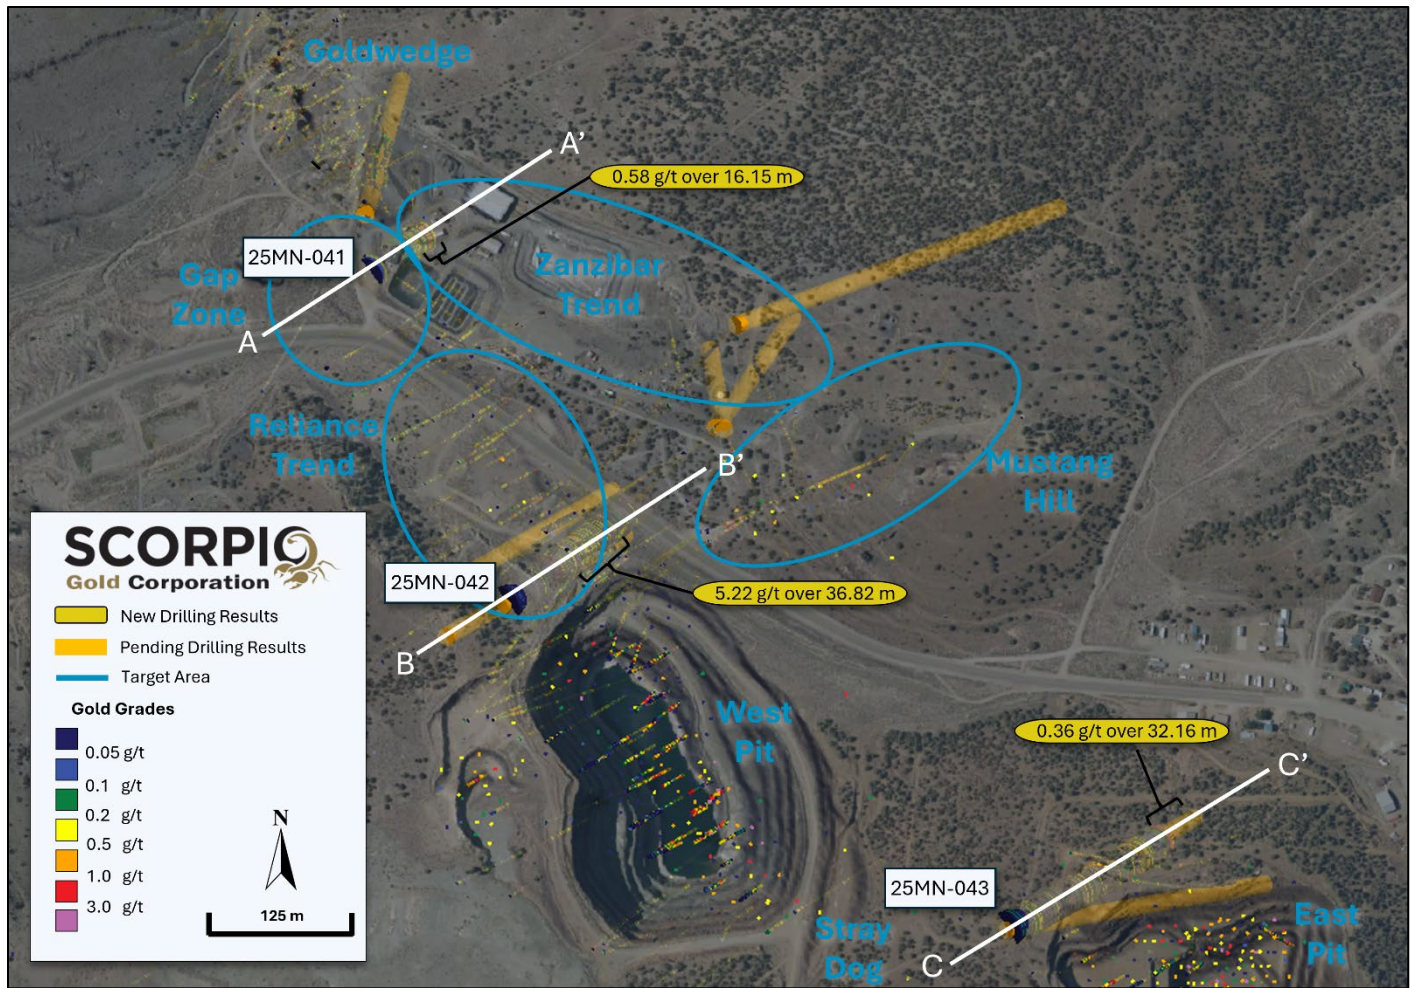 Goldwedge
A’
0.58 g/t over 16.15 m
25MN-041
Gap
Zone
Zanzibar
Trend
A
Reliance
Trend
B’
Mustang
Hill
25MN-042
5.22 g/t over 36.82 m
B
West
Pit
0.36 g/t over 32.16 m
C’
25MN-043
Stray
Dog
C
East
Pit
SCORPIO
Gold Corporation
New Drilling Results
Pending Drilling Results
Target Area
Gold Grades
0.05 g/t
0.1 g/t
0.2 g/t
0.5 g/t
1.0 g/t
3.0 g/t
N
125 m